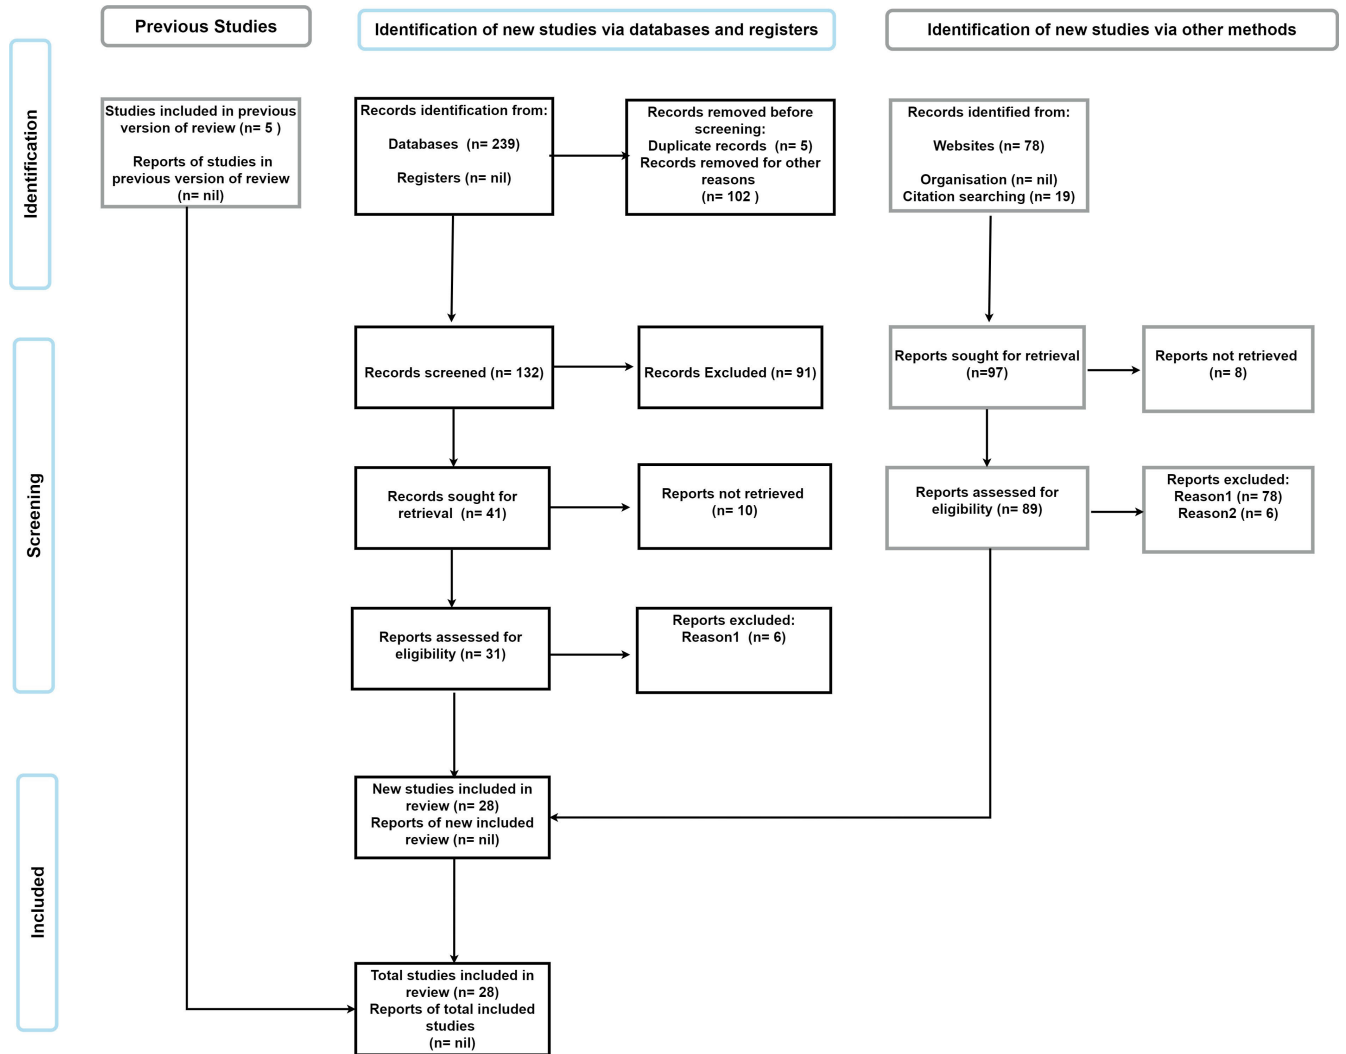 Previous Studies
Identification of new studies via databases and registers
Identification of new studies via other methods
Identification
Studies included in previous
version of review (n= 5 )
Reports of studies in
previous version of review
(n= nil)
Records identification from:
Databases  (n= 239)
Registers (n= nil)
Records removed before
screening:
Duplicate records  (n= 5)
Records removed for other
reasons
(n= 102 )
Records identified from:
Websites (n= 78)
Organisation (n= nil)
Citation searching (n= 19)
Screening
Records screened (n= 132)
Records Excluded (n= 91)
Reports sought for retrieval
(n=97)
Reports not retrieved
(n= 8)
Records sought for
retrieval  (n= 41)
Reports not retrieved
(n= 10)
Reports assessed for
eligibility (n= 89)
Reports excluded:
Reason1 (n= 78)
Reason2 (n= 6)
Reports assessed for
eligibility (n= 31)
Reports excluded:
Reason1  (n= 6)
Included
New studies included in
review (n= 28)
Reports of new included
review (n= nil)
Total studies included in
review (n= 28)
Reports of total included
studies
(n= nil)